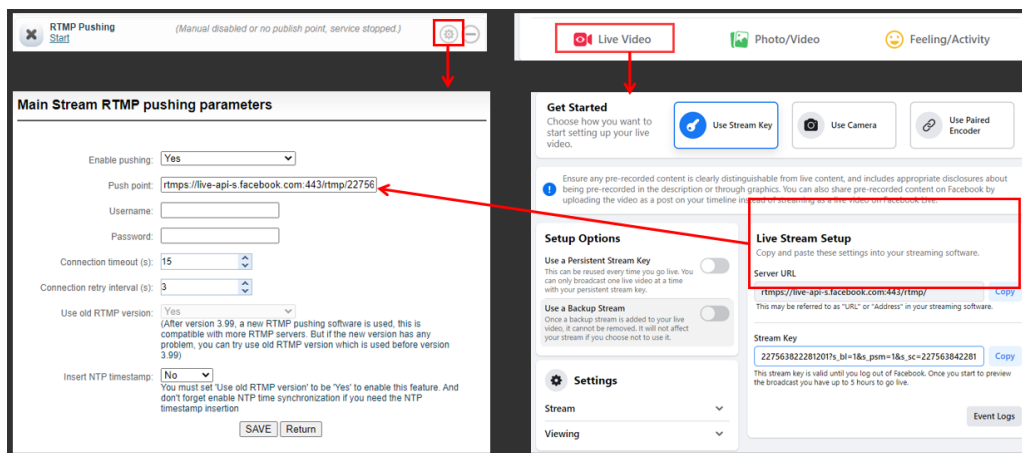 RTMP Pushing
Start
(Manual disabled or no publish point, service stopped.)
Live Video
Photo/Video
Feeling/Activity
Main Stream RTMP pushing parameters
Enable pushing: Yes
Push point: rtmps://live-api-s.facebook.com:443/rtmp/22756
Username:
Password:
Connection timeout (s): 15
Connection retry interval (s): 3
Use old RTMP version: Yes
(After version 3.99, a new RTMP pushing software is used, this is
compatible with more RTMP servers. But if the new version has any
problem, you can try use old RTMP version which is used before version
3.99)
Insert NTP timestamp: No
You must set 'Use old RTMP version' to be 'Yes' to enable this feature. And
don't forget enable NTP time synchronization if you need the NTP
timestamp insertion
SAVE Return
Get Started
Choose how you want to
start setting up your live
video.
Use Stream Key
Use Camera
Use Paired
Encoder
Ensure any pre-recorded content is clearly distinguishable from live content, and includes appropriate disclosures about
being pre-recorded in the description or through graphics. You can also share pre-recorded content on Facebook by
uploading the video as a post on your timeline instead of streaming as a live video on Facebook Live.
Setup Options
Use a Persistent Stream Key
This can be reused every time you go live. You
can only broadcast one live video at a time
with your persistent stream key.
Use a Backup Stream
Once a backup stream is added to your live
video, it cannot be removed. It will not affect
your stream if you choose not to use it.
Settings
Stream
Viewing
Live Stream Setup
Copy and paste these settings into your streaming software.
Server URL
rtmps://live-api-s.facebook.com:443/rtmp/
Copy
This may be referred to as "URL" or "Address" in your streaming software.
Stream Key
227563822281201?s_bl=1&s_psm=1&s_sc=227563842281
Copy
This stream key is valid until you log out of Facebook. Once you start to preview
the broadcast you have up to 5 hours to go live.
Event Logs